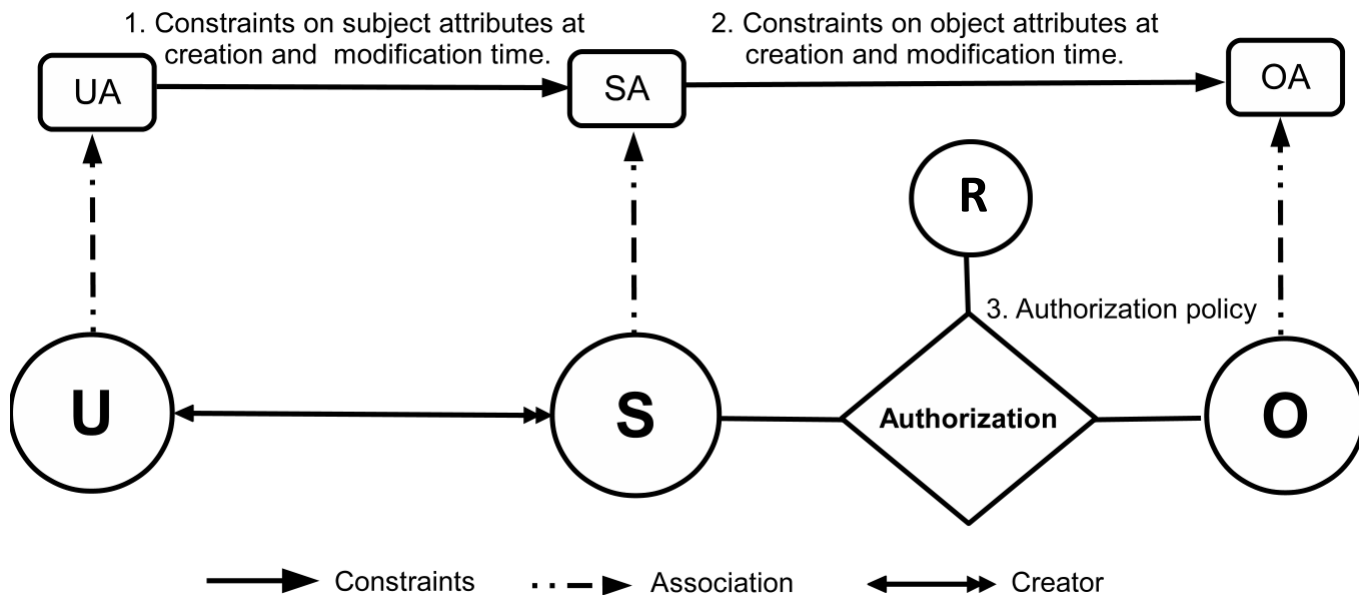 1. Constraints on subject attributes at
creation and  modification time.
2. Constraints on object attributes at
creation and modification time.
UA
SA
OA
R
3. Authorization policy
U
S
Authorization
O
Constraints
Association
Creator